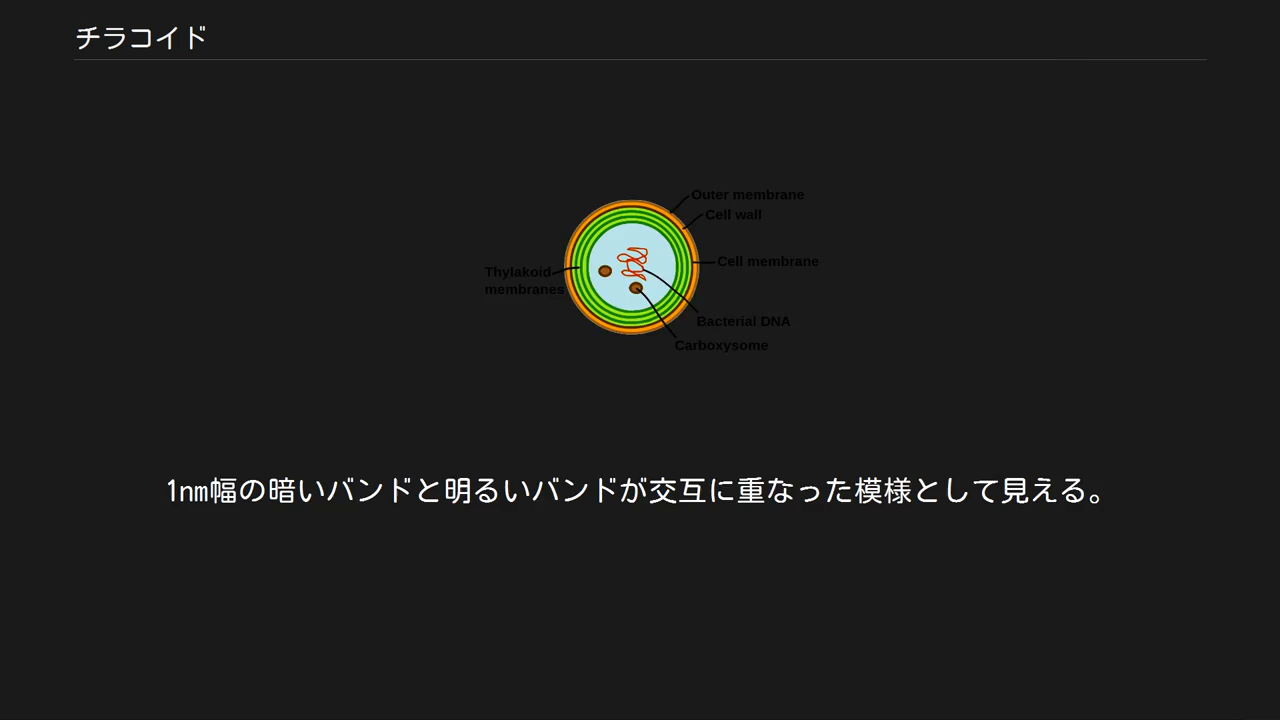 チラコイド
Outer membrane
Cell wall
Cell membrane
Thylakoid
membranes
Bacterial DNA
Carboxysome
1nm幅の暗いバンドと明るいバンドが交互に重なった模様として見える。